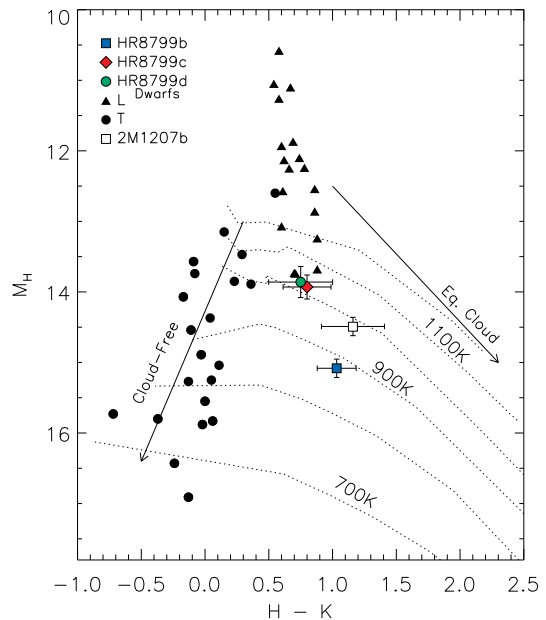 10
12
14
16
M_H
HR8799b
HR8799c
HR8799d
L Dwarfs
T
2M1207b
Cloud-Free
Eq. Cloud
1100K
900K
700K
-1.0 -0.5 0.0 0.5 1.0 1.5 2.0 2.5
H - K